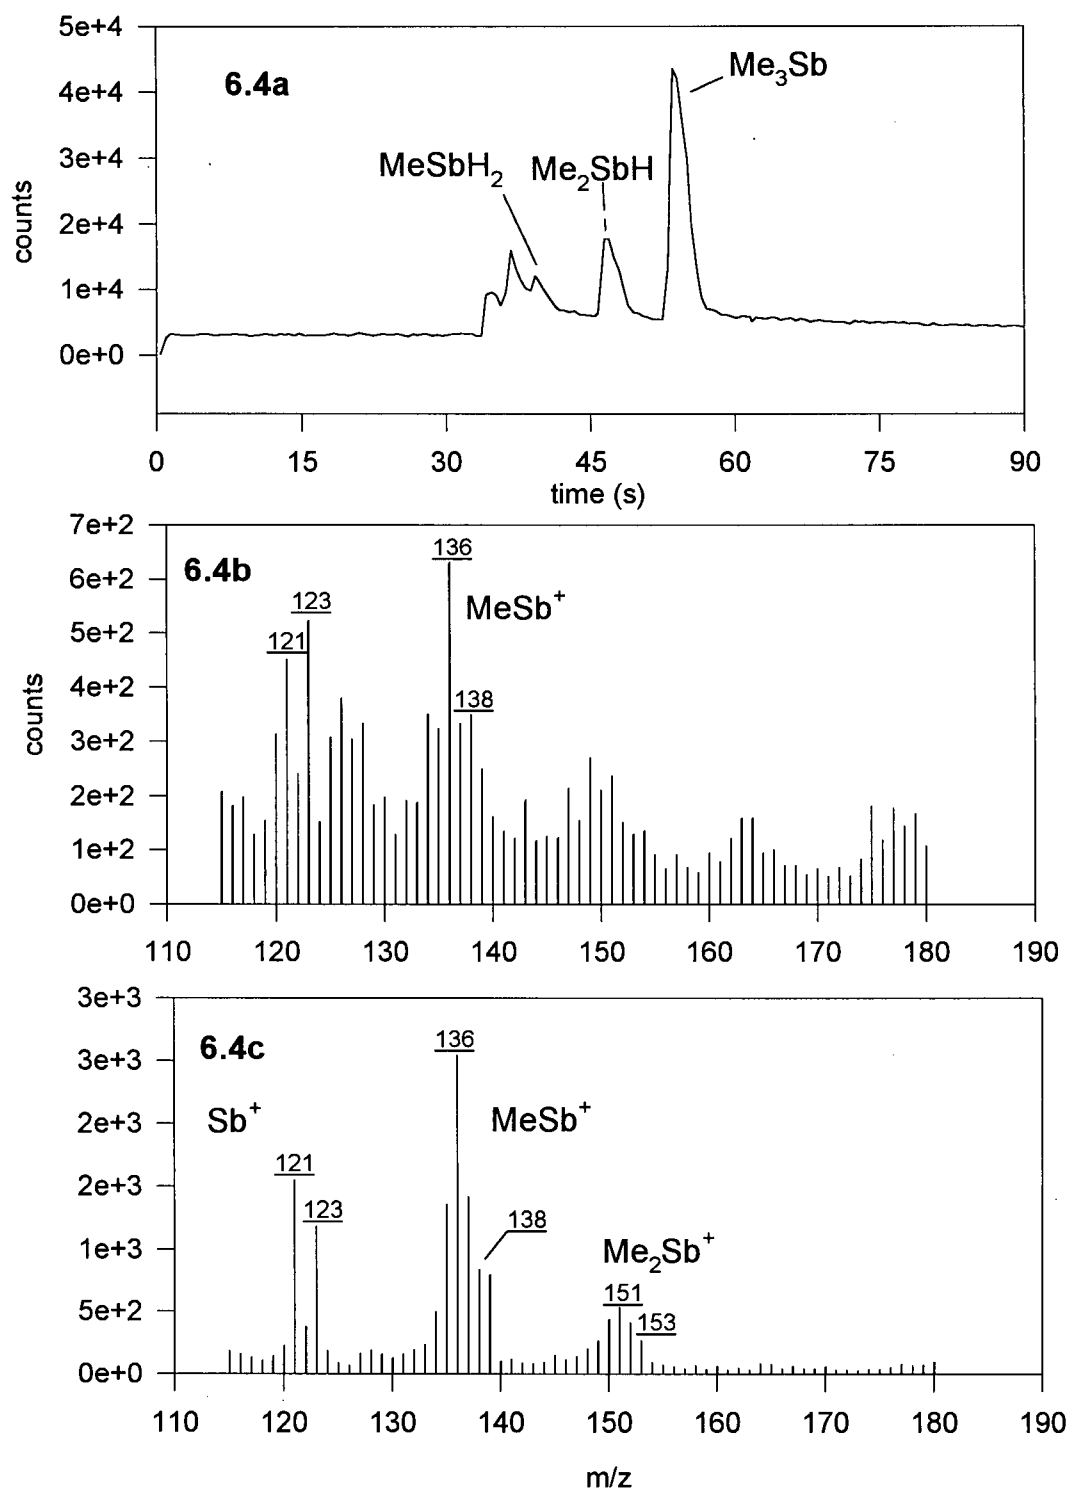 5e+4
6.4a
Me3Sb
4e+4
3e+4
MeSbH2 Me2SbH
counts
2e+4
1e+4
0e+0
0 15 30 45 60 75 90
time (s)
7e+2
6.4b
136
6e+2
123
MeSb+
5e+2
121
counts
4e+2
138
3e+2
2e+2
1e+2
0e+0
110 120 130 140 150 160 170 180 190
3e+3
6.4c
136
3e+3
Sb+
MeSb+
2e+3
121
2e+3
123
138
1e+3
Me2Sb+
151
5e+2
153
0e+0
110 120 130 140 150 160 170 180 190
m/z